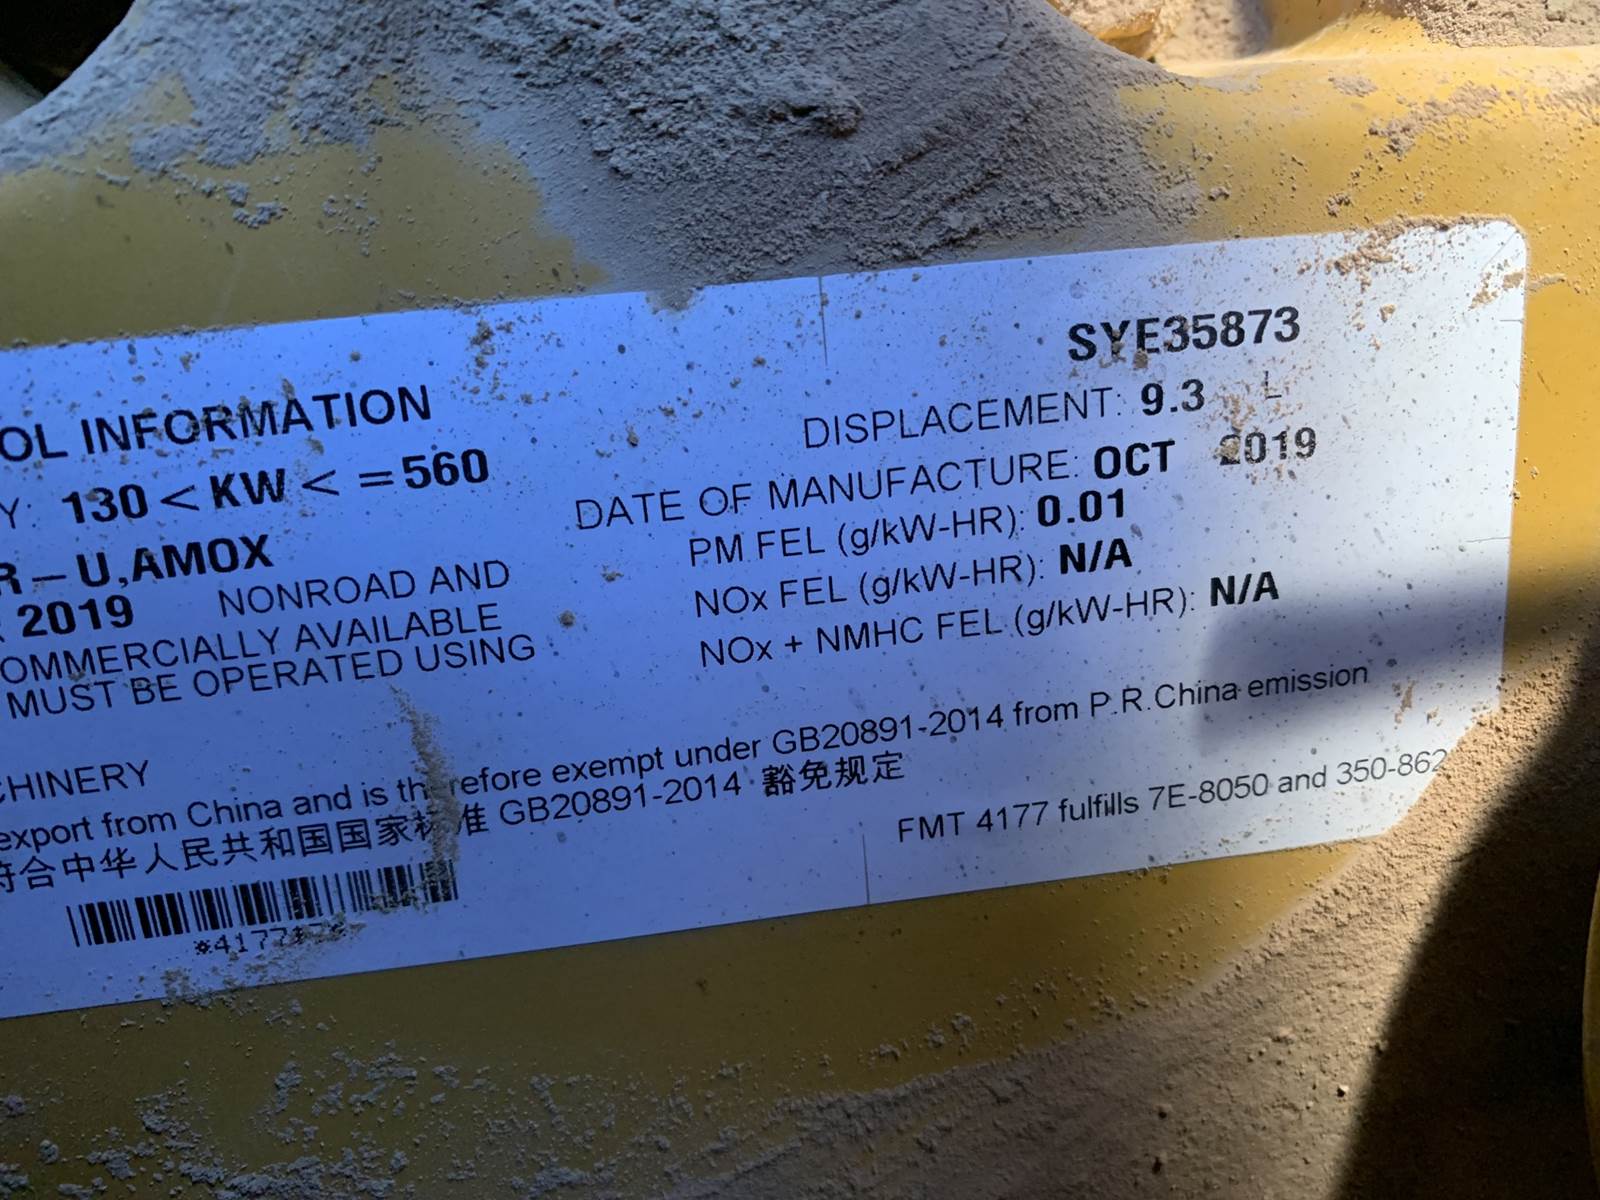 SYE35873
OL INFORMATION
DISPLACEMENT: 9.3 L
Y: 130 < KW < =560
DATE OF MANUFACTURE: OCT 2019
R-U,AMOX
PM FEL (g/kW-HR): 0.01
2019 NONROAD AND
NOx FEL (g/kW-HR): N/A
OMMERCIALLY AVAILABLE
NOx + NMHC FEL (g/kW-HR): N/A
MUST BE OPERATED USING
CHINERY
export from China and is therefore exempt under GB20891-2014 from P.R.China emission
符合中华人民共和国国家标准 GB20891-2014 豁免规定
FMT 4177 fulfills 7E-8050 and 350-862